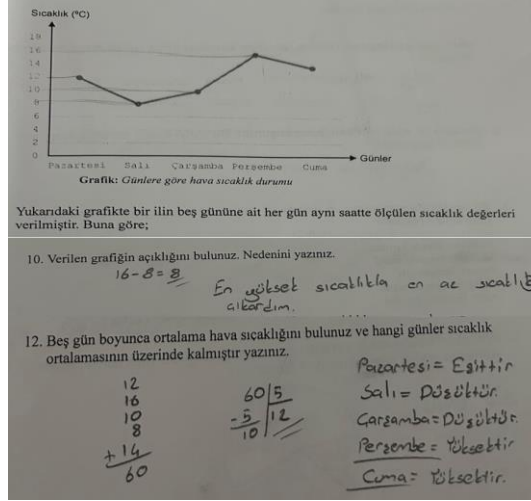 Sıcaklık (°C)
18
16
14
12
10
8
6
4
2
0
Pazartesi Salı Çarşamba Perşembe Cuma
Günler
Grafik: Günlere göre hava sıcaklık durumu
Yukarıdaki grafikte bir ilin beş gününe ait her gün aynı saatte ölçülen sıcaklık değerleri
verilmiştir. Buna göre;
10. Verilen grafiğin açıklığını bulunuz. Nedenini yazınız.
16-8=8
En yüksek sıcaklıkla en az sıcaklığı
çıkardım.
12. Beş gün boyunca ortalama hava sıçaklığını bulunuz ve hangi günler sıcaklık
ortalamasının üzerinde kalmıştır yazınız.
12
16
10
8
+ 14
60
60 5
-5 12
10
Pazartesi = Eşittir
Salı = Düşüktür.
Çarşamba = Düşüktür.
Perşembe = Yüksektir
Cuma = Yüksektir.